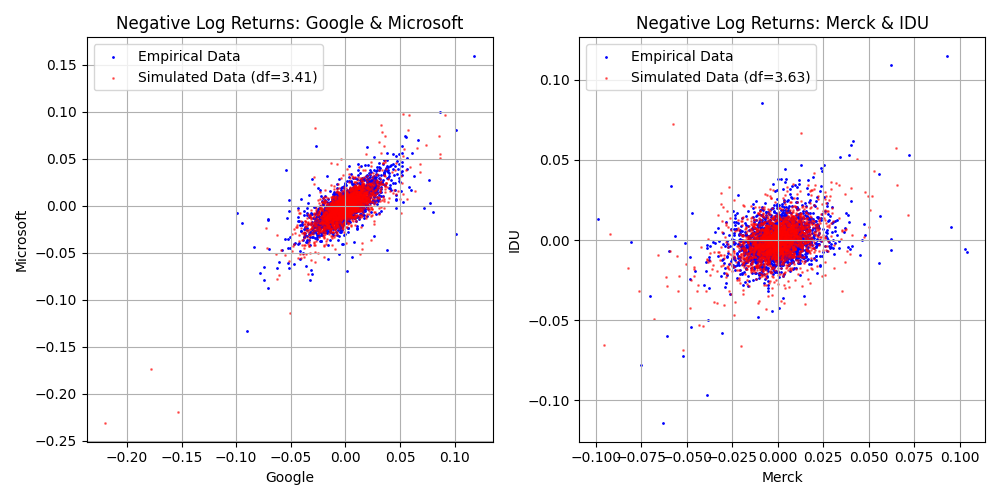 Negative Log Returns: Google & Microsoft
Empirical Data
Simulated Data (df=3.41)
0.15
0.10
0.05
0.00
−0.05
−0.10
−0.15
−0.20
−0.25
Microsoft
−0.20 −0.15 −0.10 −0.05 0.00 0.05 0.10
Google
Negative Log Returns: Merck & IDU
Empirical Data
Simulated Data (df=3.63)
0.10
0.05
0.00
−0.05
−0.10
IDU
−0.100 −0.075 −0.050 −0.025 0.000 0.025 0.050 0.075 0.100
Merck